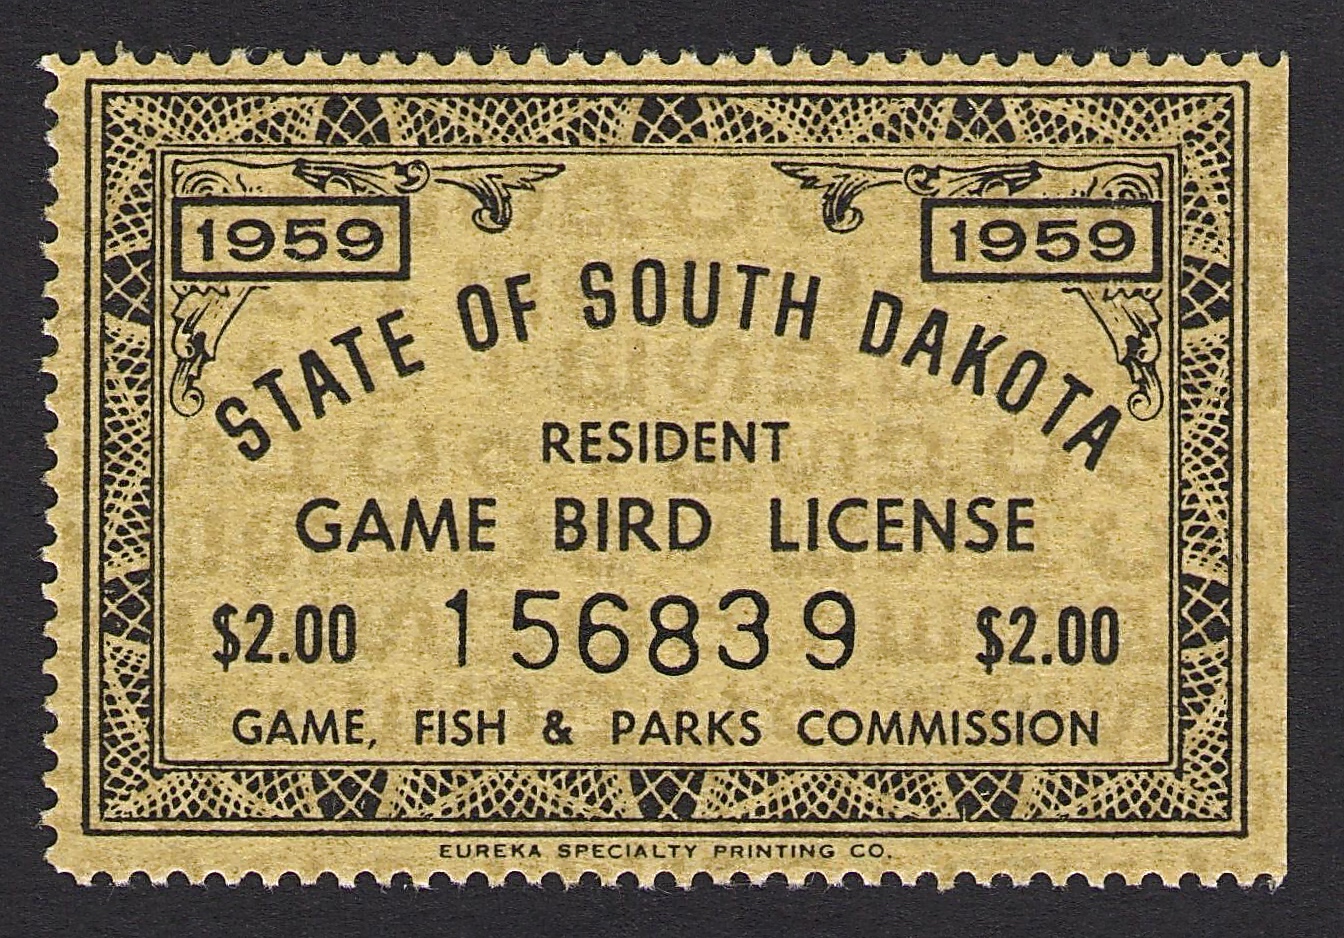 1959 1959
STATE OF SOUTH DAKOTA
RESIDENT
GAME BIRD LICENSE
$2.00 156839 $2.00
GAME, FISH & PARKS COMMISSION
EUREKA SPECIALTY PRINTING CO.